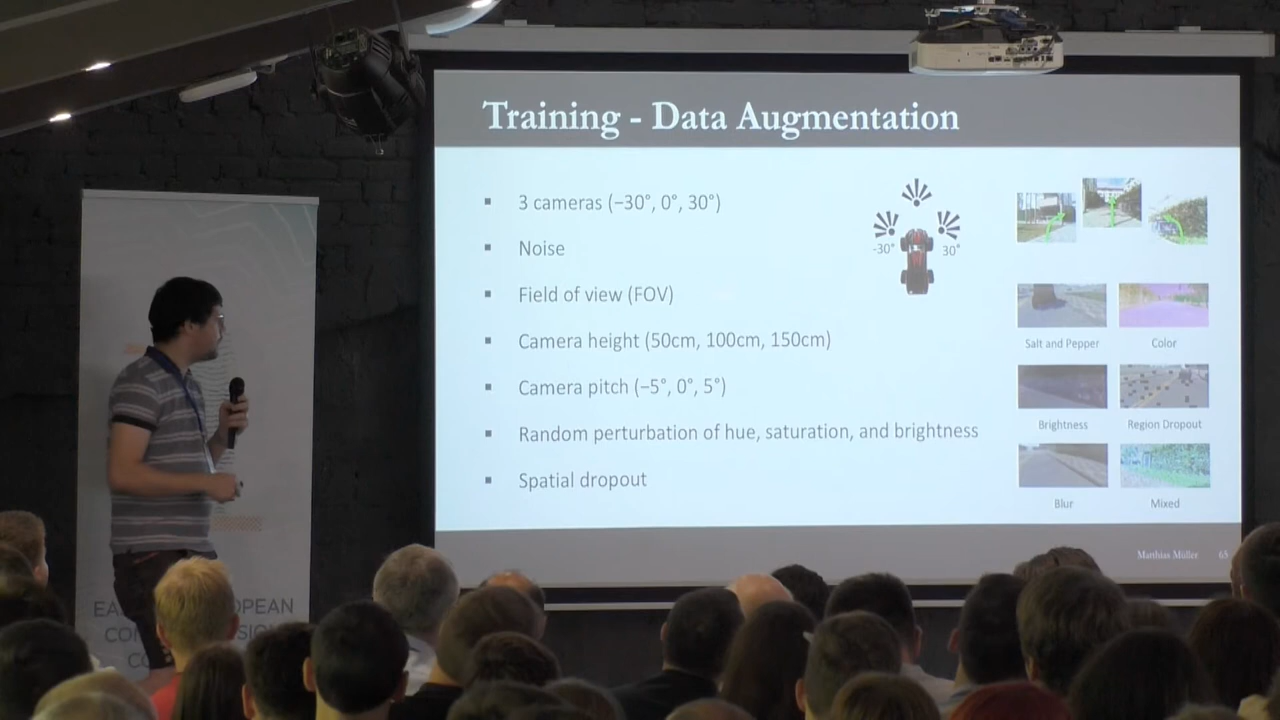 Training - Data Augmentation
▪ 3 cameras (−30°, 0°, 30°)
▪ Noise
▪ Field of view (FOV)
▪ Camera height (50cm, 100cm, 150cm)
▪ Camera pitch (−5°, 0°, 5°)
▪ Random perturbation of hue, saturation, and brightness
▪ Spatial dropout
-30° 30°
Salt and Pepper Color
Brightness Region Dropout
Blur Mixed
Matthias Müller 65